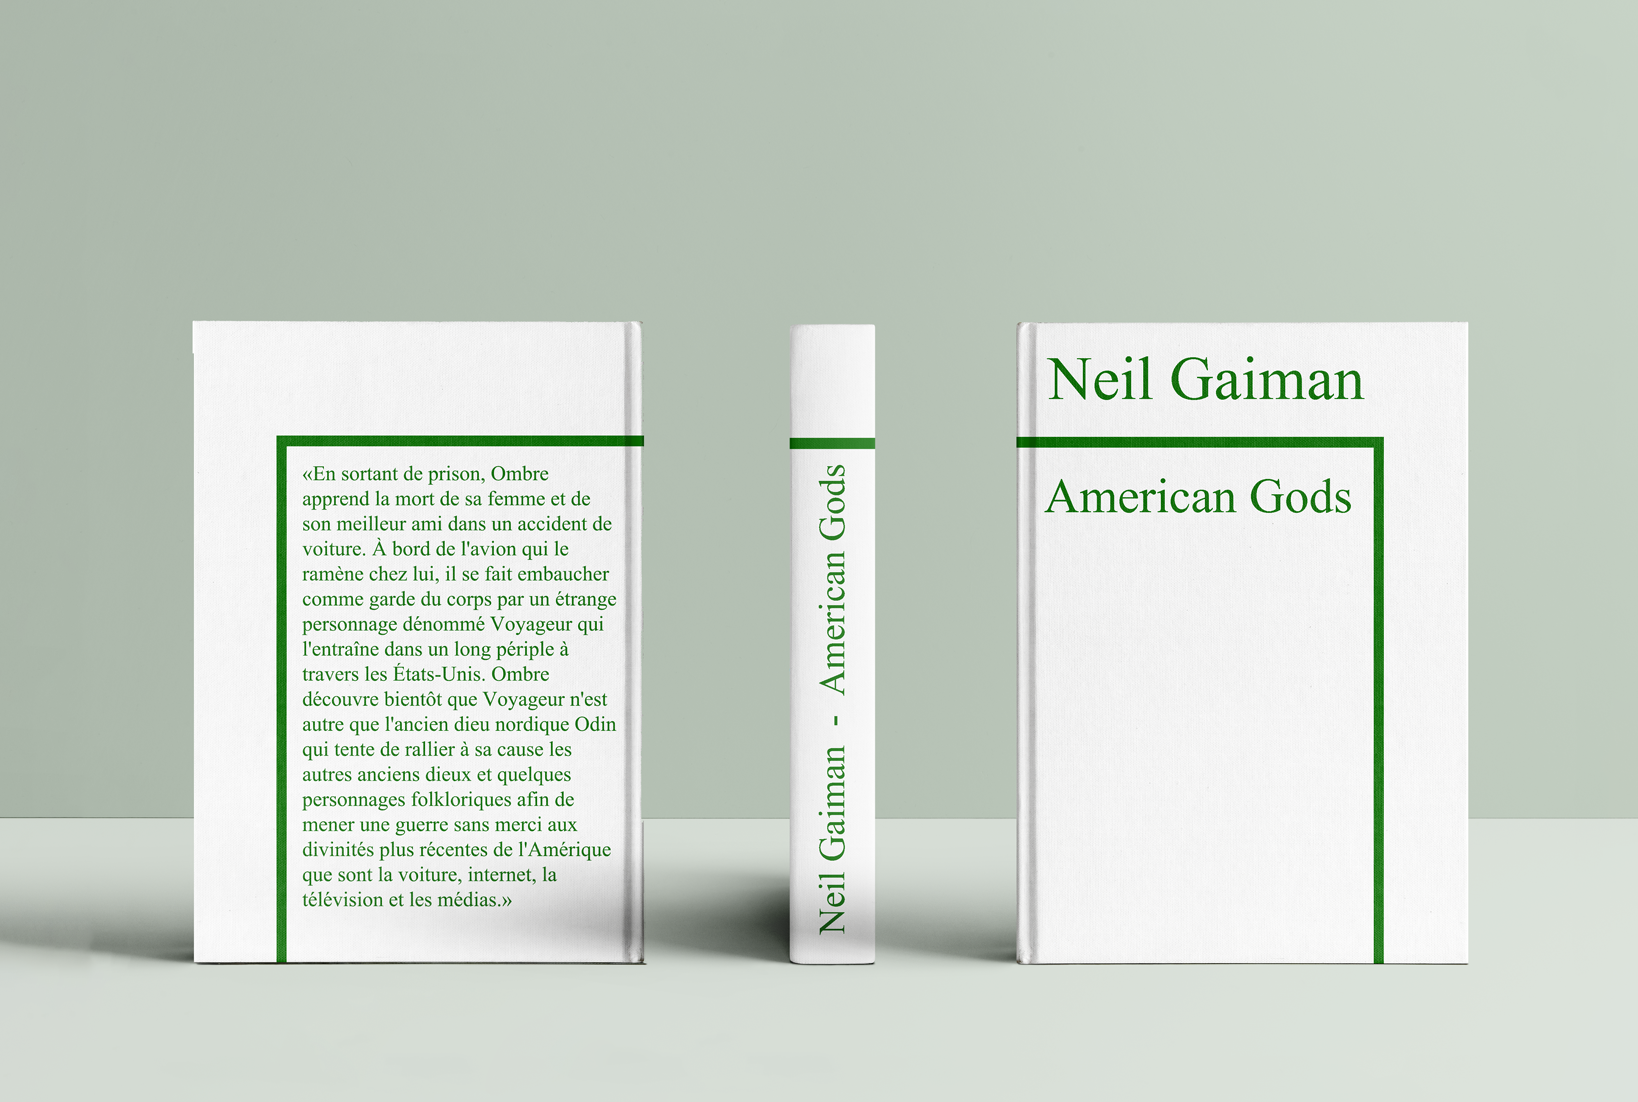 «En sortant de prison, Ombre
apprend la mort de sa femme et de
son meilleur ami dans un accident de
voiture. À bord de l'avion qui le
ramène chez lui, il se fait embaucher
comme garde du corps par un étrange
personnage dénommé Voyageur qui
l'entraîne dans un long périple à
travers les États-Unis. Ombre
découvre bientôt que Voyageur n'est
autre que l'ancien dieu nordique Odin
qui tente de rallier à sa cause les
autres anciens dieux et quelques
personnages folkloriques afin de
mener une guerre sans merci aux
divinités plus récentes de l'Amérique
que sont la voiture, internet, la
télévision et les médias.»
Neil Gaiman - American Gods
Neil Gaiman
American Gods